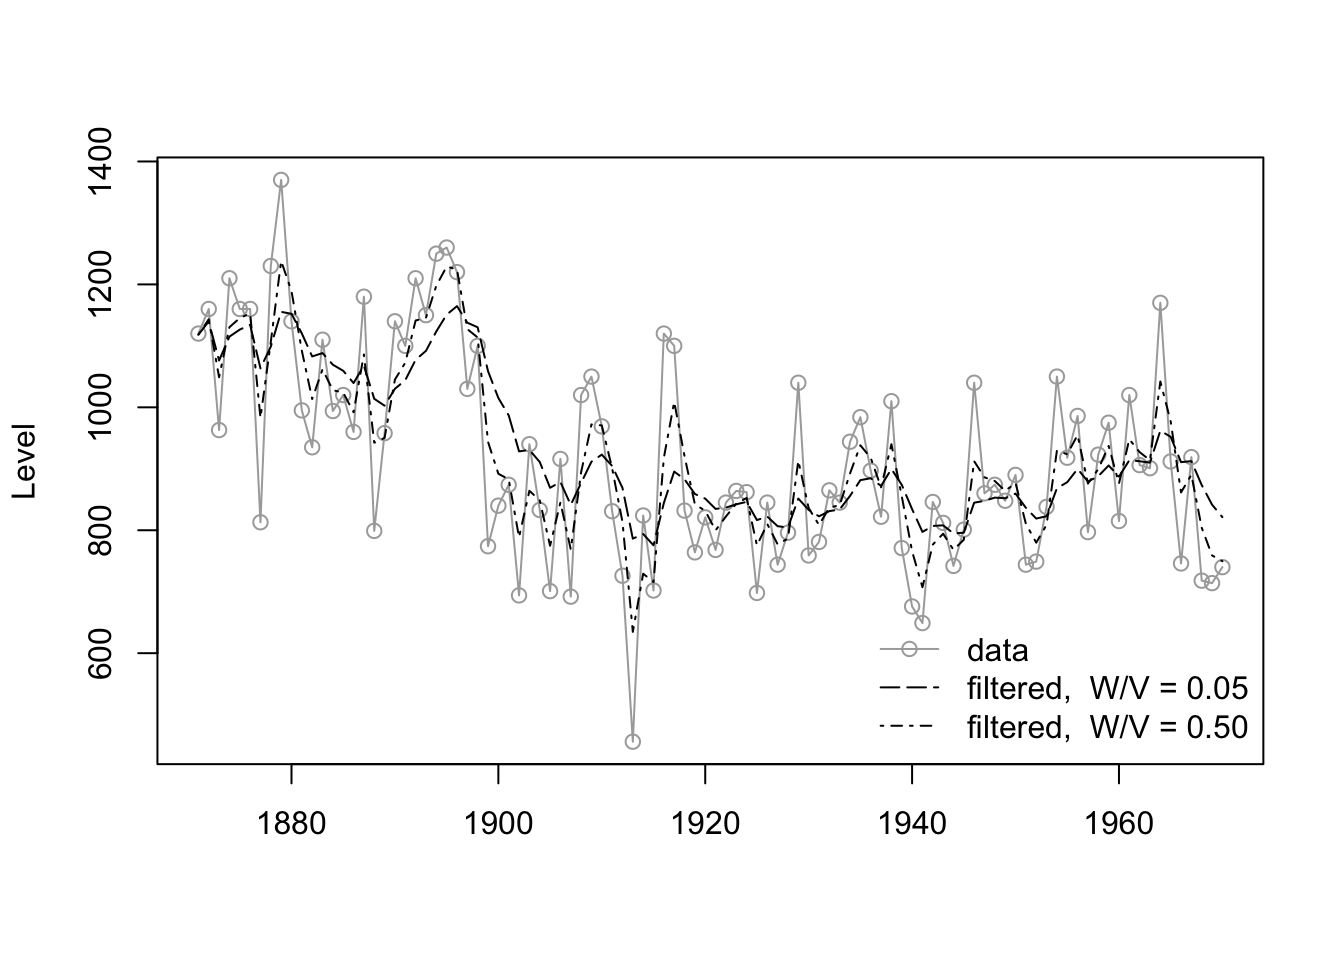 1400
1200
1000
800
600
Level
1880 1900 1920 1940 1960
data
filtered,  W/V = 0.05
filtered,  W/V = 0.50